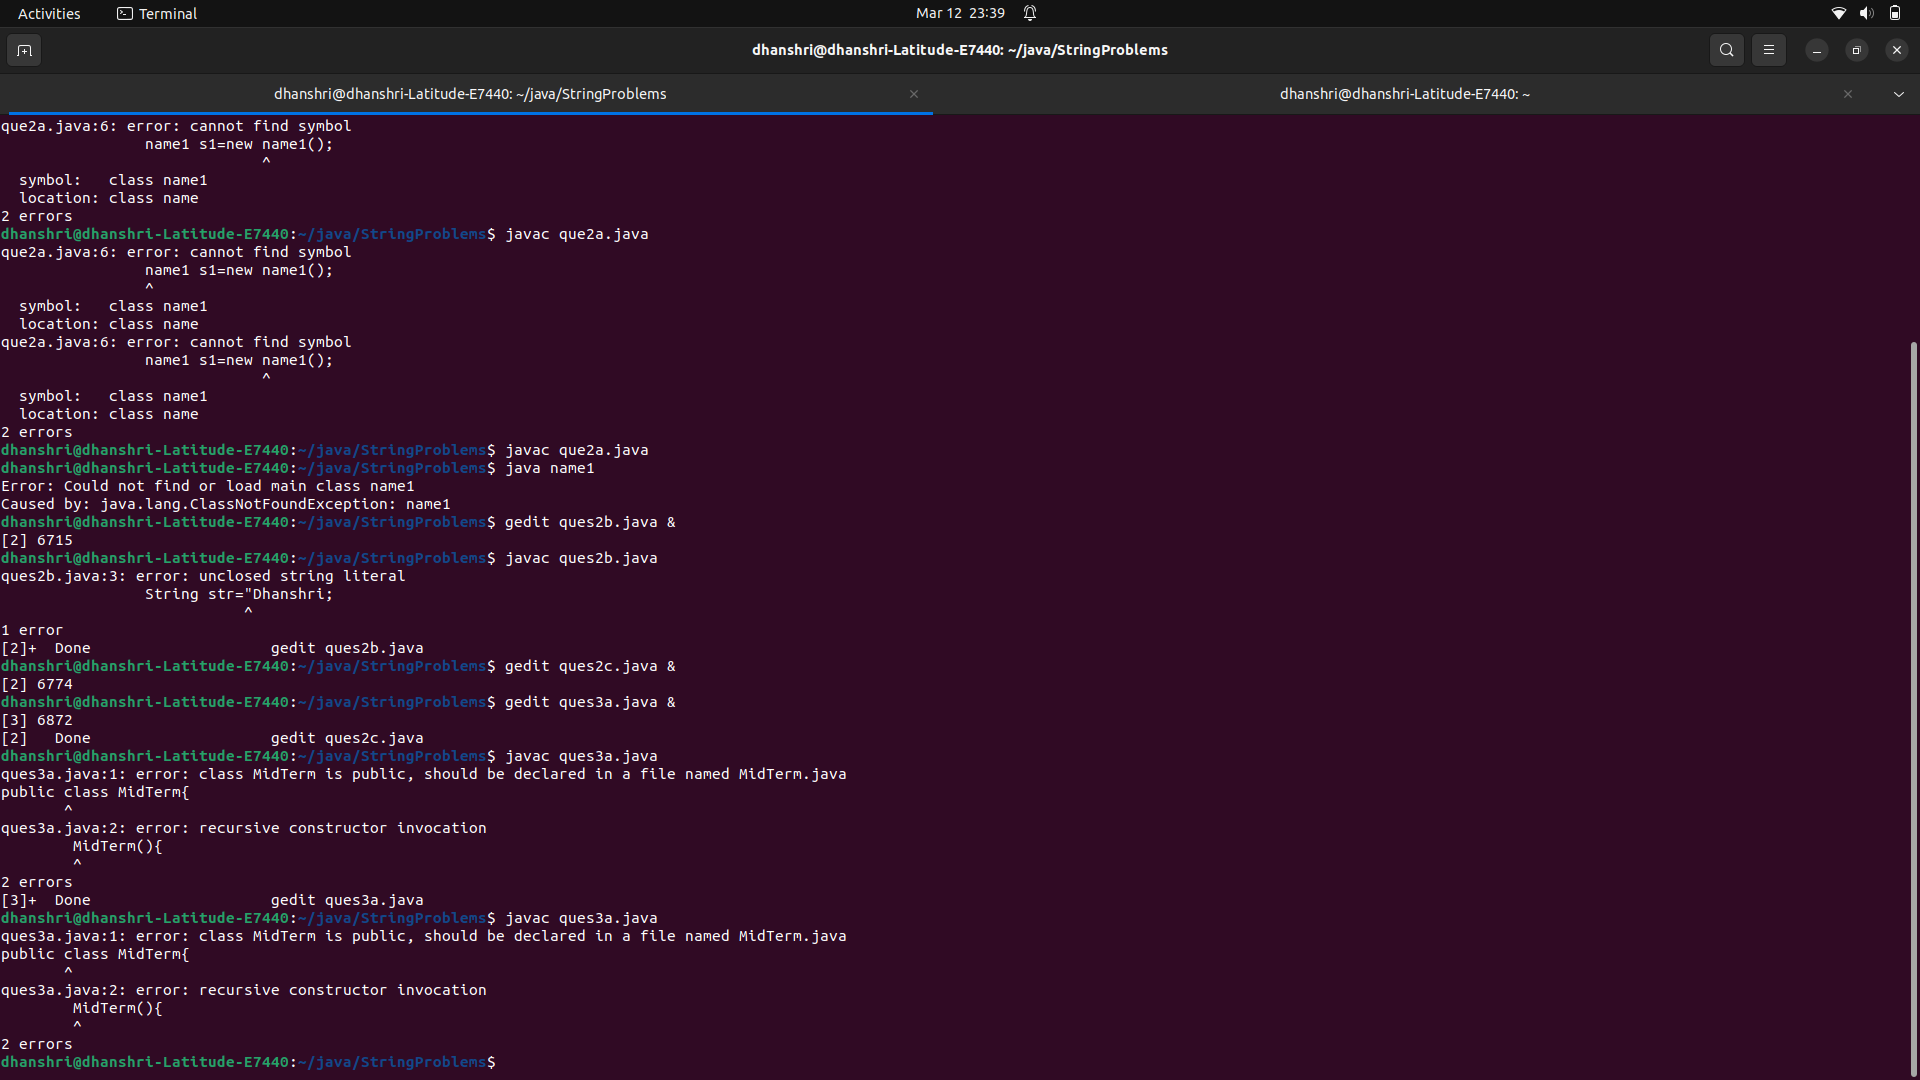 Activities
Terminal
Mar 12 23:39
dhanshri@dhanshri-Latitude-E7440: ~/java/StringProblems
dhanshri@dhanshri-Latitude-E7440: ~/java/StringProblems
dhanshri@dhanshri-Latitude-E7440: ~
que2a.java:6: error: cannot find symbol
                name1 s1=new name1();
                             ^
  symbol:   class name1
  location: class name
2 errors
dhanshri@dhanshri-Latitude-E7440:~/java/StringProblems$ javac que2a.java
que2a.java:6: error: cannot find symbol
                name1 s1=new name1();
                ^
  symbol:   class name1
  location: class name
que2a.java:6: error: cannot find symbol
                name1 s1=new name1();
                             ^
  symbol:   class name1
  location: class name
2 errors
dhanshri@dhanshri-Latitude-E7440:~/java/StringProblems$ javac que2a.java
dhanshri@dhanshri-Latitude-E7440:~/java/StringProblems$ java name1
Error: Could not find or load main class name1
Caused by: java.lang.ClassNotFoundException: name1
dhanshri@dhanshri-Latitude-E7440:~/java/StringProblems$ gedit ques2b.java &
[2] 6715
dhanshri@dhanshri-Latitude-E7440:~/java/StringProblems$ javac ques2b.java
ques2b.java:3: error: unclosed string literal
                String str="Dhanshri;
                           ^
1 error
[2]+  Done                    gedit ques2b.java
dhanshri@dhanshri-Latitude-E7440:~/java/StringProblems$ gedit ques2c.java &
[2] 6774
dhanshri@dhanshri-Latitude-E7440:~/java/StringProblems$ gedit ques3a.java &
[3] 6872
[2]   Done                    gedit ques2c.java
dhanshri@dhanshri-Latitude-E7440:~/java/StringProblems$ javac ques3a.java
ques3a.java:1: error: class MidTerm is public, should be declared in a file named MidTerm.java
public class MidTerm{
       ^
ques3a.java:2: error: recursive constructor invocation
        MidTerm(){
        ^
2 errors
[3]+  Done                    gedit ques3a.java
dhanshri@dhanshri-Latitude-E7440:~/java/StringProblems$ javac ques3a.java
ques3a.java:1: error: class MidTerm is public, should be declared in a file named MidTerm.java
public class MidTerm{
       ^
ques3a.java:2: error: recursive constructor invocation
        MidTerm(){
        ^
2 errors
dhanshri@dhanshri-Latitude-E7440:~/java/StringProblems$